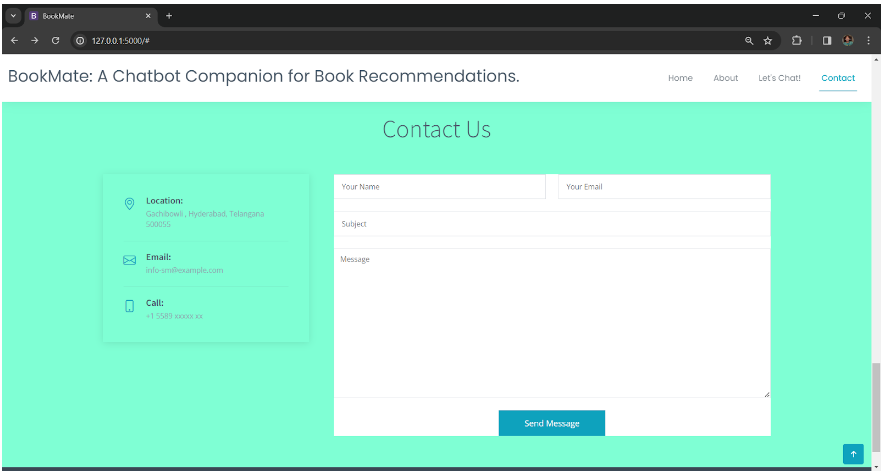 BookMate
127.0.0.1:5000/#
BookMate: A Chatbot Companion for Book Recommendations.
Home About Let's Chat! Contact
Contact Us
Location:
Gachibowli , Hyderabad, Telangana
500055
Email:
info-sm@example.com
Call:
+1 5589 xxxxx xx
Your Name
Your Email
Subject
Message
Send Message